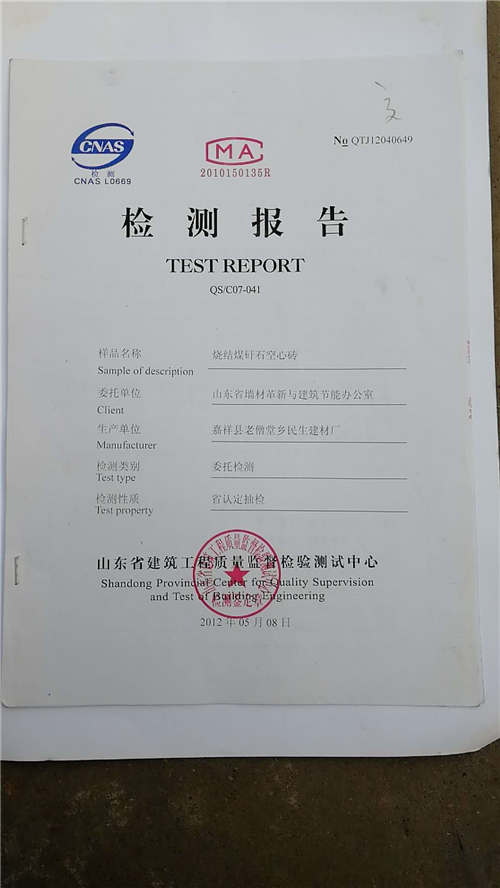 No QTJ12040649
CNAS
检 测
CNAS L0669
MA
2010150135R
检 测 报 告
TEST REPORT
QS/C07-041
样品名称 烧结煤矸石空心砖
Sample of description
委托单位 山东省墙材革新与建筑节能办公室
Client
生产单位 嘉祥县老僧堂乡民生建材厂
Manufacturer
检测类别 委托检测
Test type
检测性质 省认定抽检
Test property
山东省建筑工程质量监督检验测试中心
Shandong Provincial Center for Quality Supervision
and Test of Building Engineering
检测鉴定章
2012 年 05 月 08 日